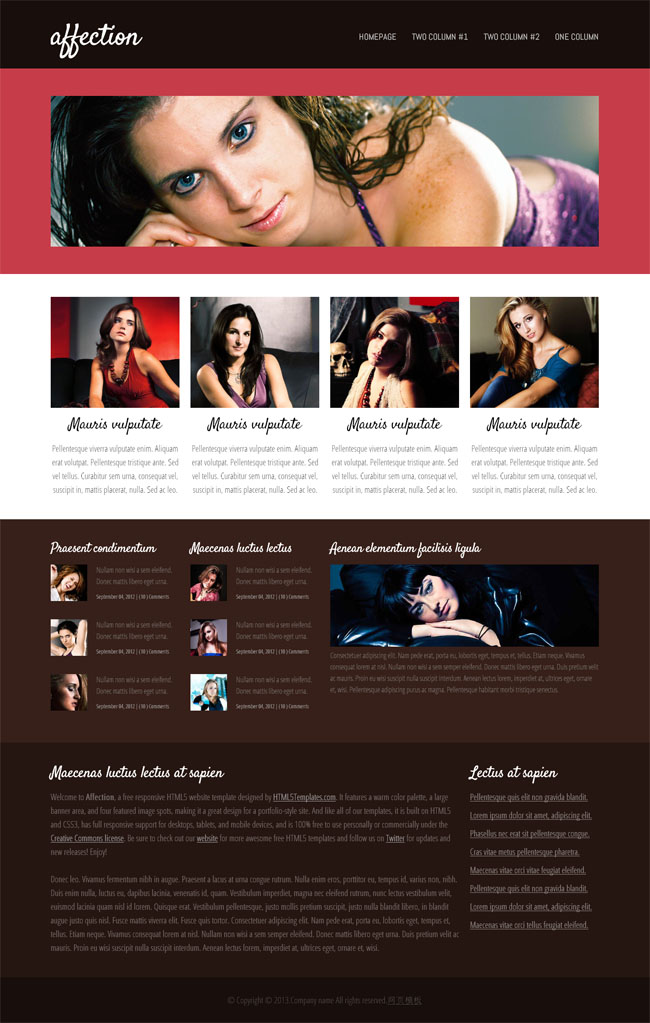 affection
HOMEPAGE TWO COLUMN #1 TWO COLUMN #2 ONE COLUMN
Mauris vulputate
Pellentesque viverra vulputate enim. Aliquam
erat volutpat. Pellentesque tristique ante. Sed
vel tellus. Curabitur sem urna, consequat vel,
suscipit in, mattis placerat, nulla. Sed ac leo.
Mauris vulputate
Pellentesque viverra vulputate enim. Aliquam
erat volutpat. Pellentesque tristique ante. Sed
vel tellus. Curabitur sem urna, consequat vel,
suscipit in, mattis placerat, nulla. Sed ac leo.
Mauris vulputate
Pellentesque viverra vulputate enim. Aliquam
erat volutpat. Pellentesque tristique ante. Sed
vel tellus. Curabitur sem urna, consequat vel,
suscipit in, mattis placerat, nulla. Sed ac leo.
Mauris vulputate
Pellentesque viverra vulputate enim. Aliquam
erat volutpat. Pellentesque tristique ante. Sed
vel tellus. Curabitur sem urna, consequat vel,
suscipit in, mattis placerat, nulla. Sed ac leo.
Praesent condimentum
Nullam non wisi a sem eleifend.
Donec mattis libero eget urna.
September 04, 2012 | (10 ) Comments
Nullam non wisi a sem eleifend.
Donec mattis libero eget urna.
September 04, 2012 | (10 ) Comments
Nullam non wisi a sem eleifend.
Donec mattis libero eget urna.
September 04, 2012 | (10 ) Comments
Maecenas luctus lectus
Nullam non wisi a sem eleifend.
Donec mattis libero eget urna.
September 04, 2012 | (10 ) Comments
Nullam non wisi a sem eleifend.
Donec mattis libero eget urna.
September 04, 2012 | (10 ) Comments
Nullam non wisi a sem eleifend.
Donec mattis libero eget urna.
September 04, 2012 | (10 ) Comments
Aenean elementum facilisis ligula
Consectetuer adipiscing elit. Nam pede erat, porta eu, lobortis eget, tempus et, tellus. Etiam neque. Vivamus
consequat lorem at nisl. Nullam non wisi a sem semper eleifend. Donec mattis libero eget urna. Duis pretium velit
ac mauris. Proin eu wisi suscipit nulla suscipit interdum. Aenean lectus lorem, imperdiet at, ultrices eget, ornare
et, wisi. Pellentesque adipiscing purus ac magna. Pellentesque habitant morbi tristique senectus.
Maecenas luctus lectus at sapien
Welcome to Affection, a free responsive HTML5 website template designed by HTML5Templates.com. It features a warm color palette, a large
banner area, and four featured image spots, making it a great design for a portfolio-style site. And like all of our templates, it is built on HTML5
and CSS3, has full responsive support for desktops, tablets, and mobile devices, and is 100% free to use personally or commercially under the
Creative Commons license. Be sure to check out our website for more awesome free HTML5 templates and follow us on Twitter for updates and
new releases! Enjoy!
Donec leo. Vivamus fermentum nibh in augue. Praesent a lacus at urna congue rutrum. Nulla enim eros, porttitor eu, tempus id, varius non, nibh.
Duis enim nulla, luctus eu, dapibus lacinia, venenatis id, quam. Vestibulum imperdiet, magna nec eleifend rutrum, nunc lectus vestibulum velit,
euismod lacinia quam nisl id lorem. Quisque erat. Vestibulum pellentesque, justo mollis pretium suscipit, justo nulla blandit libero, in blandit
augue justo quis nisl. Fusce mattis viverra elit. Fusce quis tortor. Consectetuer adipiscing elit. Nam pede erat, porta eu, lobortis eget, tempus et,
tellus. Etiam neque. Vivamus consequat lorem at nisl. Nullam non wisi a sem semper eleifend. Donec mattis libero eget urna. Duis pretium velit ac
mauris. Proin eu wisi suscipit nulla suscipit interdum. Aenean lectus lorem, imperdiet at, ultrices eget, ornare et, wisi.
Lectus at sapien
Pellentesque quis elit non gravida blandit.
Lorem ipsum dolor sit amet, adipiscing elit.
Phasellus nec erat sit pellentesque congue.
Cras vitae metus pellentesque pharetra.
Maecenas vitae orci vitae feugiat eleifend.
Pellentesque quis elit non gravida blandit.
Lorem ipsum dolor sit amet, adipiscing elit.
Maecenas vitae orci tellus feugiat eleifend.
© Copyright © 2013.Company name All rights reserved.网页模板